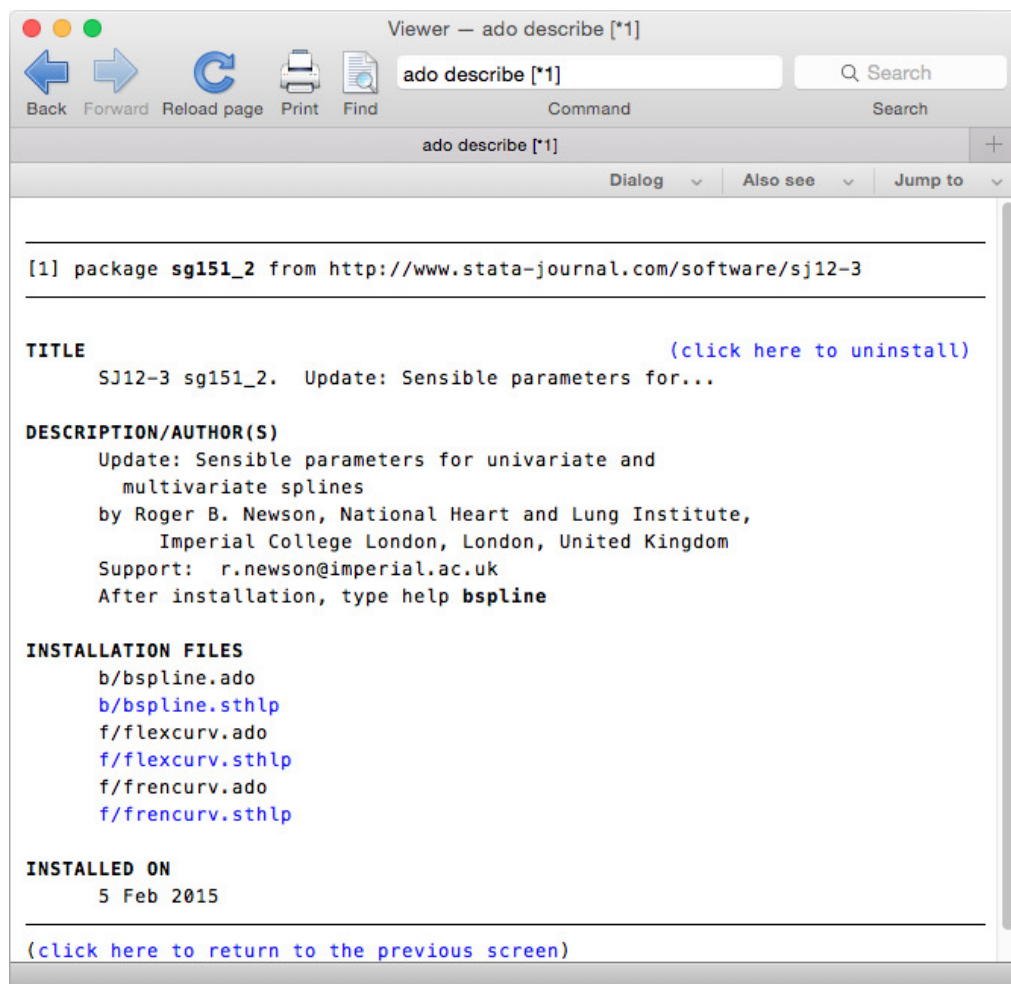 Viewer — ado describe [*1]
ado describe [*1]
Search
Back Forward Reload page Print Find Command Search
ado describe [*1] +
Dialog Also see Jump to
[1] package sg151_2 from http://www.stata-journal.com/software/sj12-3
TITLE (click here to uninstall)
SJ12-3 sg151_2. Update: Sensible parameters for...
DESCRIPTION/AUTHOR(S)
Update: Sensible parameters for univariate and
multivariate splines
by Roger B. Newson, National Heart and Lung Institute,
Imperial College London, London, United Kingdom
Support: r.newson@imperial.ac.uk
After installation, type help bspline
INSTALLATION FILES
b/bspline.ado
b/bspline.sthlp
f/flexcurv.ado
f/flexcurv.sthlp
f/frencurv.ado
f/frencurv.sthlp
INSTALLED ON
5 Feb 2015
(click here to return to the previous screen)